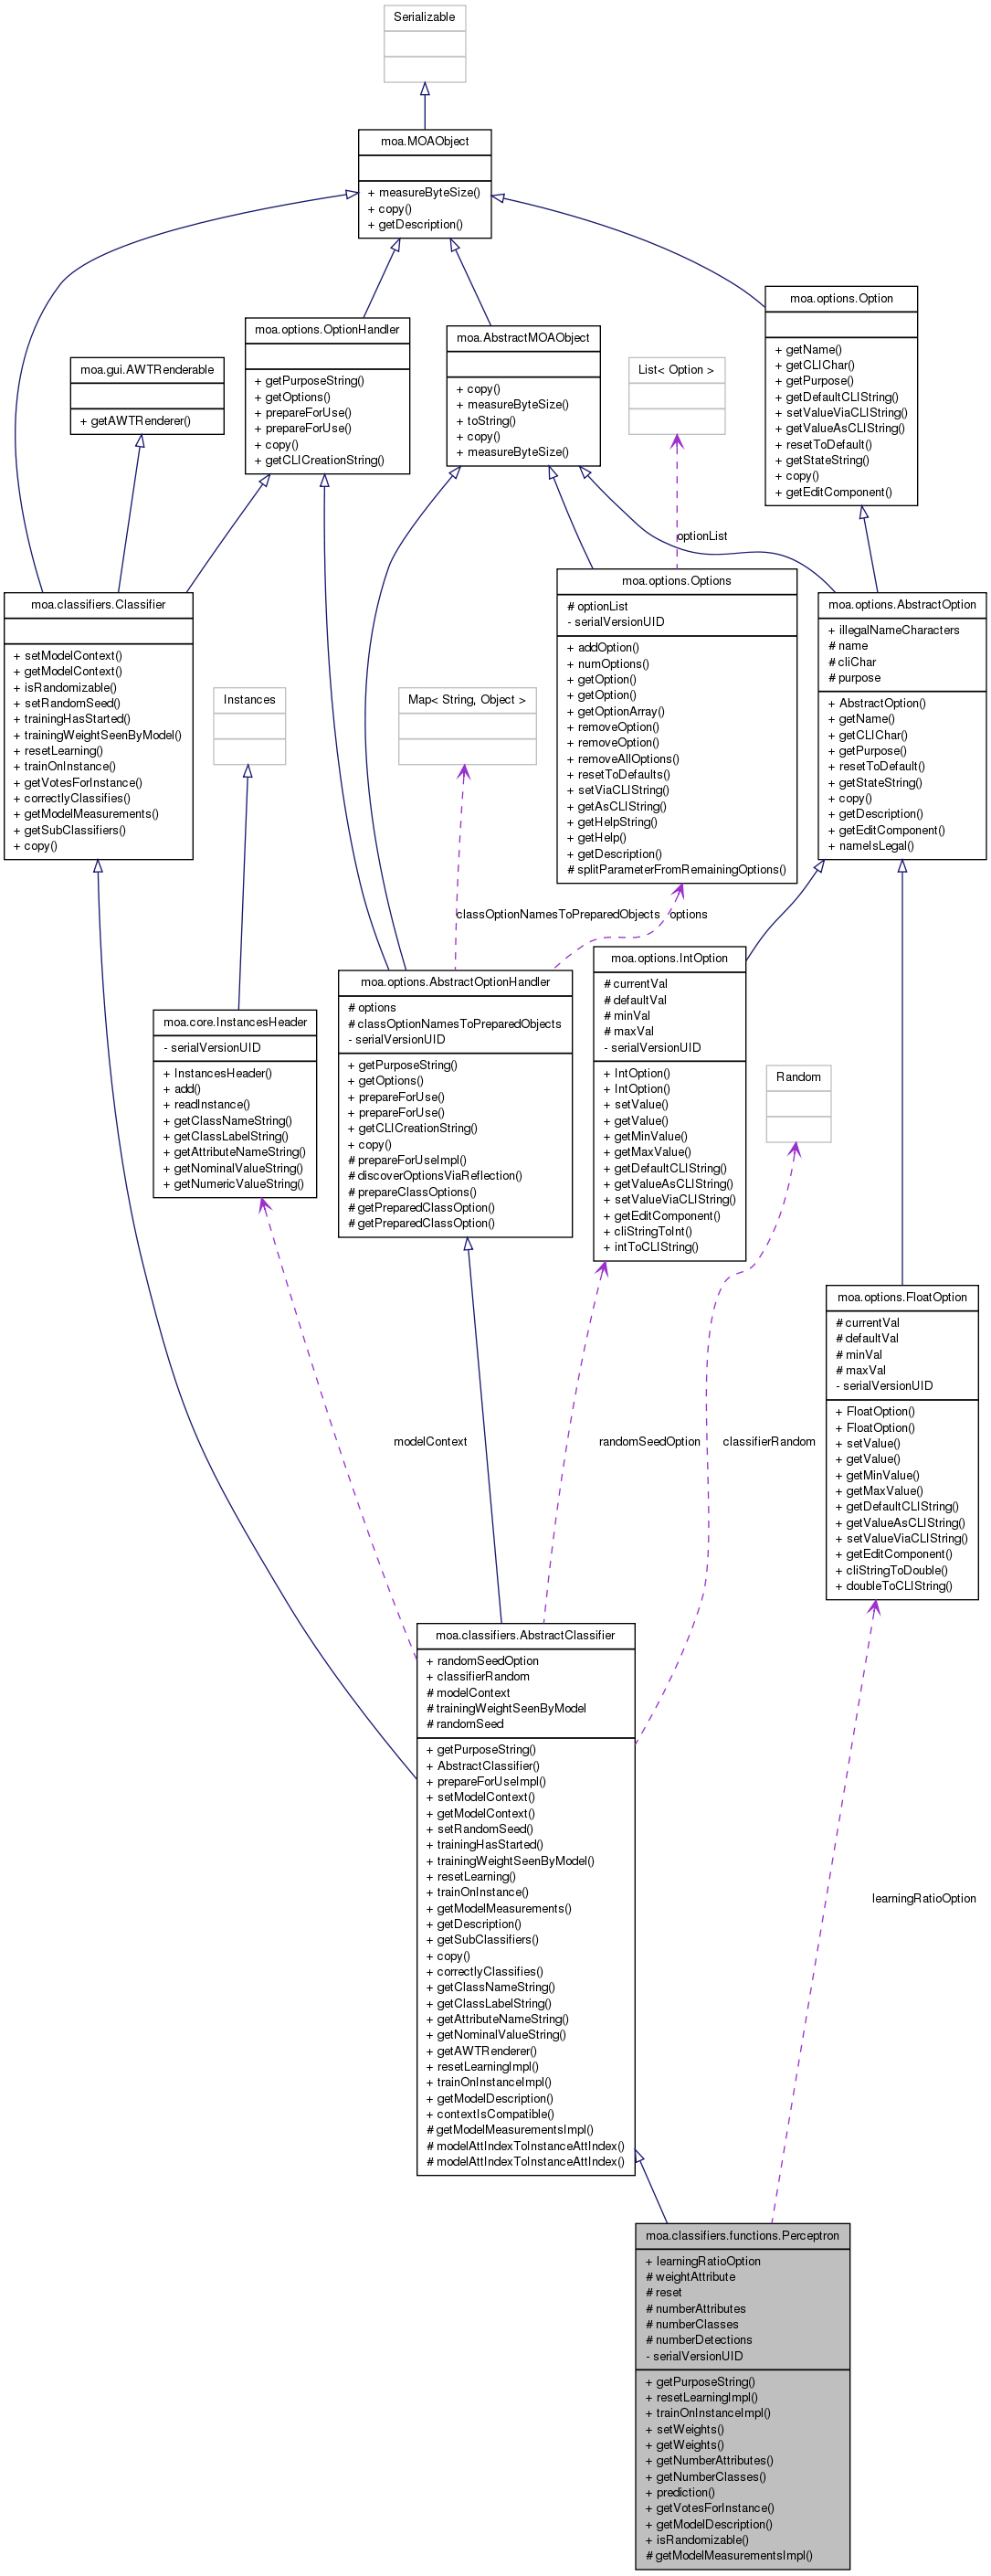 Serializable
moa.MOAObject
+ measureByteSize()
+ copy()
+ getDescription()
moa.options.Option
+ getName()
+ getCLIChar()
+ getPurpose()
+ getDefaultCLIString()
+ setValueViaCLIString()
+ getValueAsCLIString()
+ resetToDefault()
+ getStateString()
+ copy()
+ getEditComponent()
moa.options.OptionHandler
+ getPurposeString()
+ getOptions()
+ prepareForUse()
+ prepareForUse()
+ copy()
+ getCLICreationString()
moa.AbstractMOAObject
+ copy()
+ measureByteSize()
+ toString()
+ copy()
+ measureByteSize()
moa.gui.AWTRenderable
+ getAWTRenderer()
List< Option >
optionList
moa.options.Options
# optionList
- serialVersionUID
+ addOption()
+ numOptions()
+ getOption()
+ getOption()
+ getOptionArray()
+ removeOption()
+ removeOption()
+ removeAllOptions()
+ resetToDefaults()
+ setViaCLIString()
+ getAsCLIString()
+ getHelpString()
+ getHelp()
+ getDescription()
# splitParameterFromRemainingOptions()
moa.classifiers.Classifier
+ setModelContext()
+ getModelContext()
+ isRandomizable()
+ setRandomSeed()
+ trainingHasStarted()
+ trainingWeightSeenByModel()
+ resetLearning()
+ trainOnInstance()
+ getVotesForInstance()
+ correctlyClassifies()
+ getModelMeasurements()
+ getSubClassifiers()
+ copy()
moa.options.AbstractOption
+ illegalNameCharacters
# name
# cliChar
# purpose
+ AbstractOption()
+ getName()
+ getCLIChar()
+ getPurpose()
+ resetToDefault()
+ getStateString()
+ copy()
+ getDescription()
+ getEditComponent()
+ nameIsLegal()
Instances
Map< String, Object >
classOptionNamesToPreparedObjects
options
moa.options.IntOption
# currentVal
# defaultVal
# minVal
# maxVal
- serialVersionUID
+ IntOption()
+ IntOption()
+ setValue()
+ getValue()
+ getMinValue()
+ getMaxValue()
+ getDefaultCLIString()
+ getValueAsCLIString()
+ setValueViaCLIString()
+ getEditComponent()
+ cliStringToInt()
+ intToCLIString()
moa.options.AbstractOptionHandler
# options
# classOptionNamesToPreparedObjects
- serialVersionUID
+ getPurposeString()
+ getOptions()
+ prepareForUse()
+ prepareForUse()
+ getCLICreationString()
+ copy()
# prepareForUseImpl()
# discoverOptionsViaReflection()
# prepareClassOptions()
# getPreparedClassOption()
# getPreparedClassOption()
moa.core.InstancesHeader
- serialVersionUID
+ InstancesHeader()
+ add()
+ readInstance()
+ getClassNameString()
+ getClassLabelString()
+ getAttributeNameString()
+ getNominalValueString()
+ getNumericValueString()
Random
moa.options.FloatOption
# currentVal
# defaultVal
# minVal
# maxVal
- serialVersionUID
+ FloatOption()
+ FloatOption()
+ setValue()
+ getValue()
+ getMinValue()
+ getMaxValue()
+ getDefaultCLIString()
+ getValueAsCLIString()
+ setValueViaCLIString()
+ getEditComponent()
+ cliStringToDouble()
+ doubleToCLIString()
modelContext
randomSeedOption
classifierRandom
moa.classifiers.AbstractClassifier
+ randomSeedOption
+ classifierRandom
# modelContext
# trainingWeightSeenByModel
# randomSeed
+ getPurposeString()
+ AbstractClassifier()
+ prepareForUseImpl()
+ setModelContext()
+ getModelContext()
+ setRandomSeed()
+ trainingHasStarted()
+ trainingWeightSeenByModel()
+ resetLearning()
+ trainOnInstance()
+ getModelMeasurements()
+ getDescription()
+ getSubClassifiers()
+ copy()
+ correctlyClassifies()
+ getClassNameString()
+ getClassLabelString()
+ getAttributeNameString()
+ getNominalValueString()
+ getAWTRenderer()
+ resetLearningImpl()
+ trainOnInstanceImpl()
+ getModelDescription()
+ contextIsCompatible()
# getModelMeasurementsImpl()
# modelAttIndexToInstanceAttIndex()
# modelAttIndexToInstanceAttIndex()
learningRatioOption
moa.classifiers.functions.Perceptron
+ learningRatioOption
# weightAttribute
# reset
# numberAttributes
# numberClasses
# numberDetections
- serialVersionUID
+ getPurposeString()
+ resetLearningImpl()
+ trainOnInstanceImpl()
+ setWeights()
+ getWeights()
+ getNumberAttributes()
+ getNumberClasses()
+ prediction()
+ getVotesForInstance()
+ getModelDescription()
+ isRandomizable()
# getModelMeasurementsImpl()